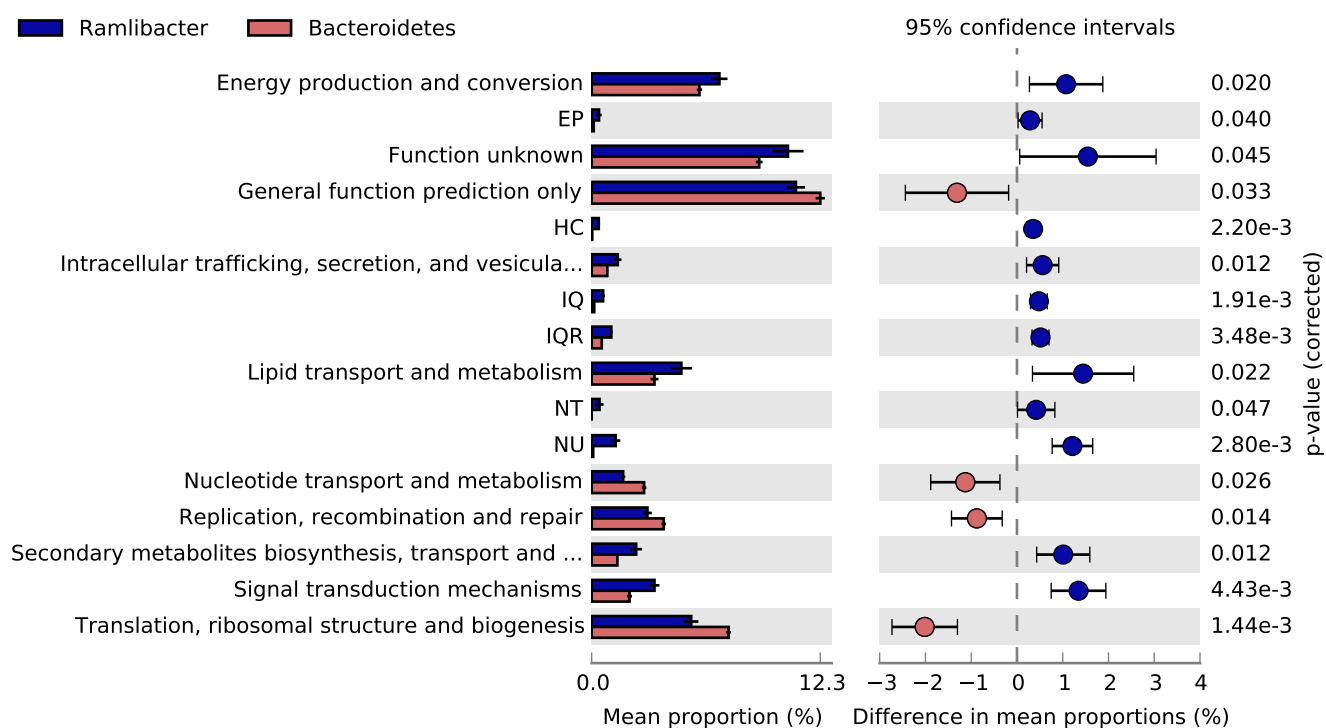 Ramlibacter Bacteroidetes 95% confidence intervals
Energy production and conversion 0.020
EP 0.040
Function unknown 0.045
General function prediction only 0.033
HC 2.20e-3
Intracellular trafficking, secretion, and vesicula... 0.012
IQ 1.91e-3
IQR 3.48e-3
Lipid transport and metabolism 0.022
NT 0.047
NU 2.80e-3
Nucleotide transport and metabolism 0.026
Replication, recombination and repair 0.014
Secondary metabolites biosynthesis, transport and ... 0.012
Signal transduction mechanisms 4.43e-3
Translation, ribosomal structure and biogenesis 1.44e-3
p-value (corrected)
0.0 12.3 −3 −2 −1 0 1 2 3 4
Mean proportion (%) Difference in mean proportions (%)